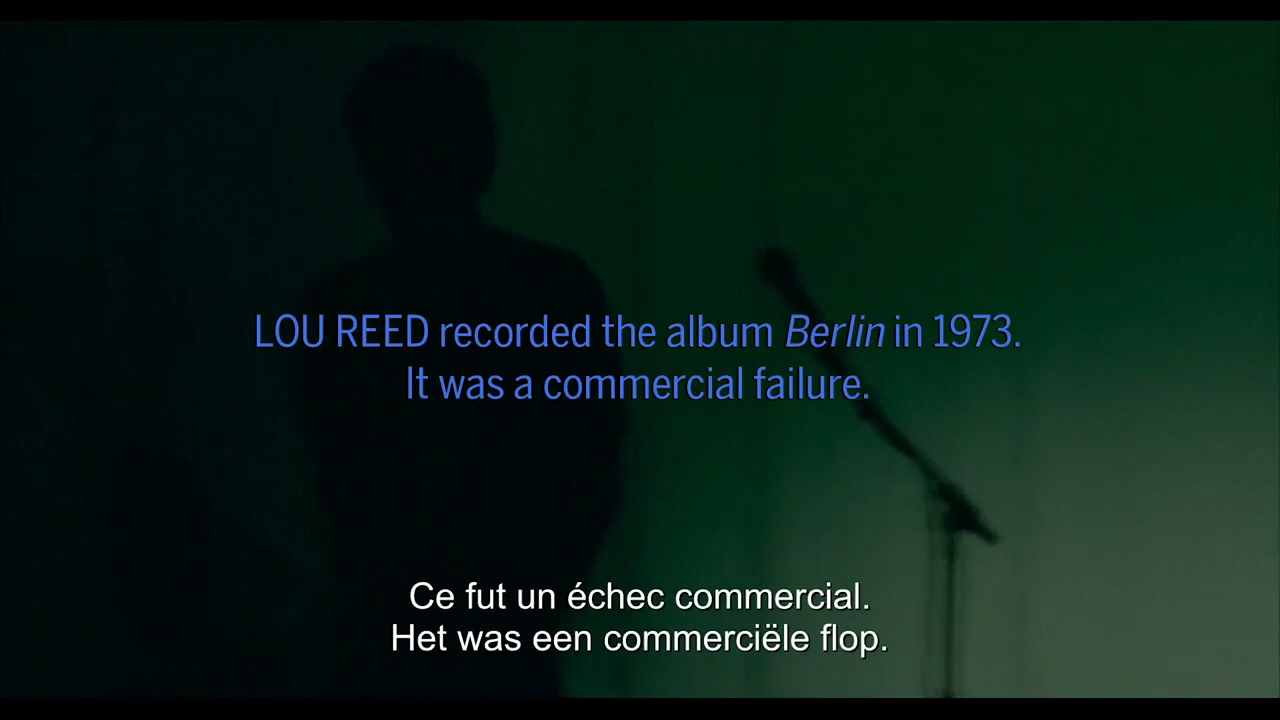 LOU REED recorded the album Berlin in 1973.
It was a commercial failure.
Ce fut un échec commercial.
Het was een commerciële flop.